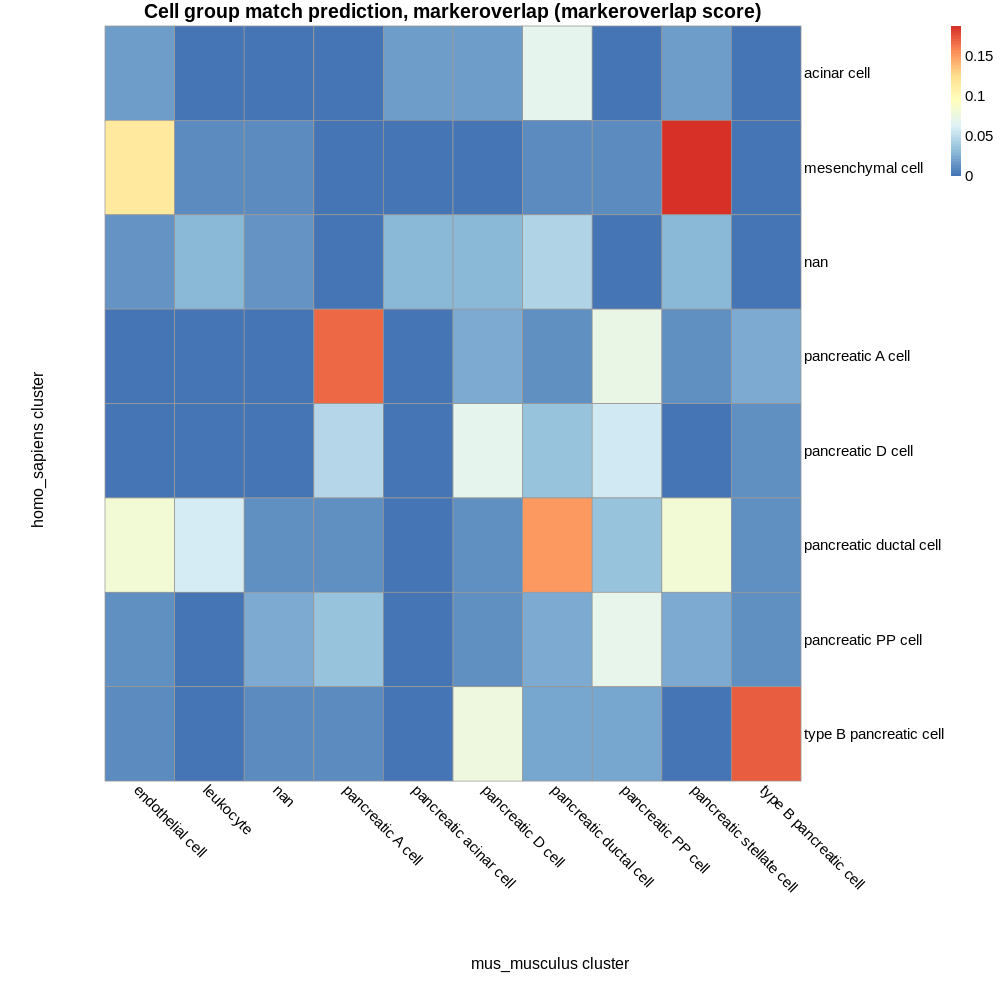 Cell group match prediction, markeroverlap (markeroverlap score)
0.15
0.1
0.05
0
acinar cell
mesenchymal cell
nan
pancreatic A cell
pancreatic D cell
pancreatic ductal cell
pancreatic PP cell
type B pancreatic cell
homo_sapiens cluster
endothelial cell
leukocyte
nan
pancreatic A cell
pancreatic acinar cell
pancreatic D cell
pancreatic ductal cell
pancreatic PP cell
pancreatic stellate cell
type B pancreatic cell
mus_musculus cluster